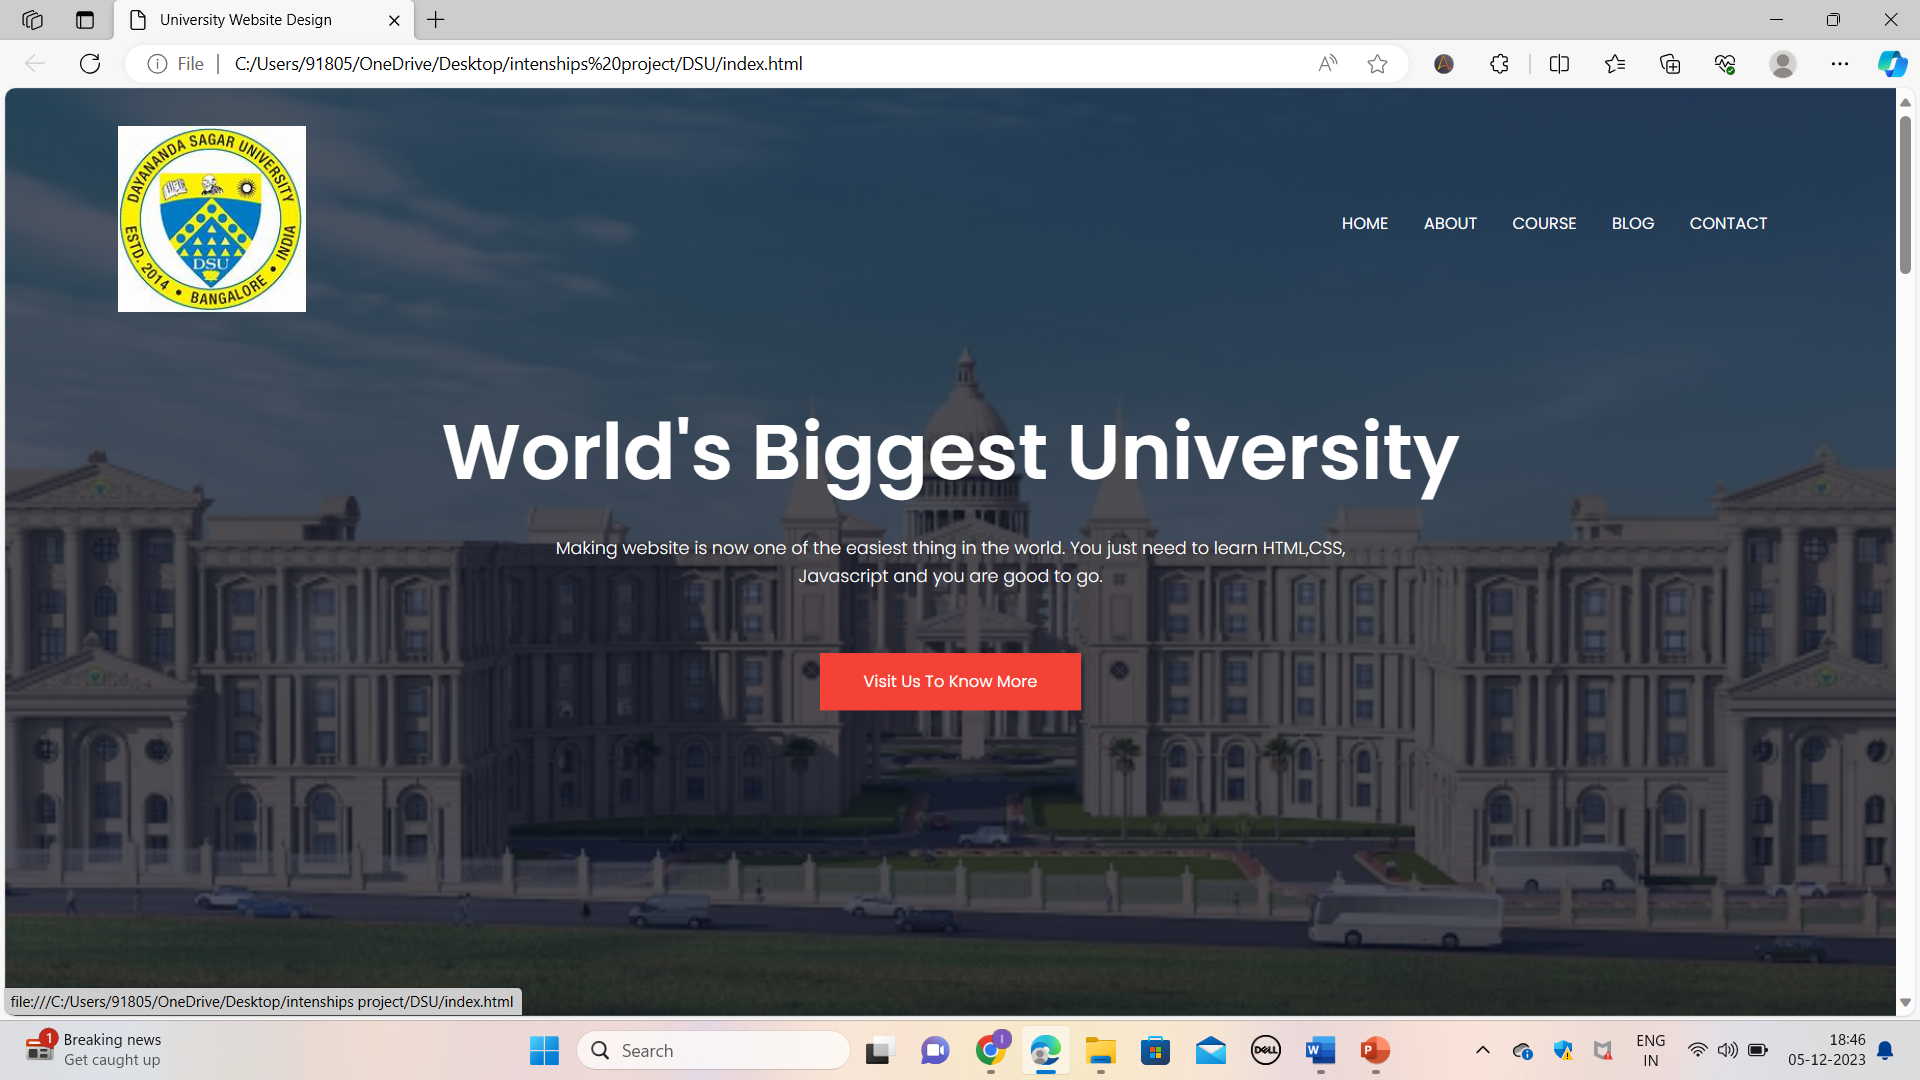 University Website Design
File
C:/Users/91805/OneDrive/Desktop/intenships%20project/DSU/index.html
DAYANANDA SAGAR UNIVERSITY
ESTD. 2014 • BANGALORE • INDIA
DSU
HOME ABOUT COURSE BLOG CONTACT
World's Biggest University
Making website is now one of the easiest thing in the world. You just need to learn HTML,CSS,
Javascript and you are good to go.
Visit Us To Know More
file:///C:/Users/91805/OneDrive/Desktop/intenships project/DSU/index.html
1
Breaking news
Get caught up
Search
I
DELL
W
P
ENG
IN
18:46
05-12-2023